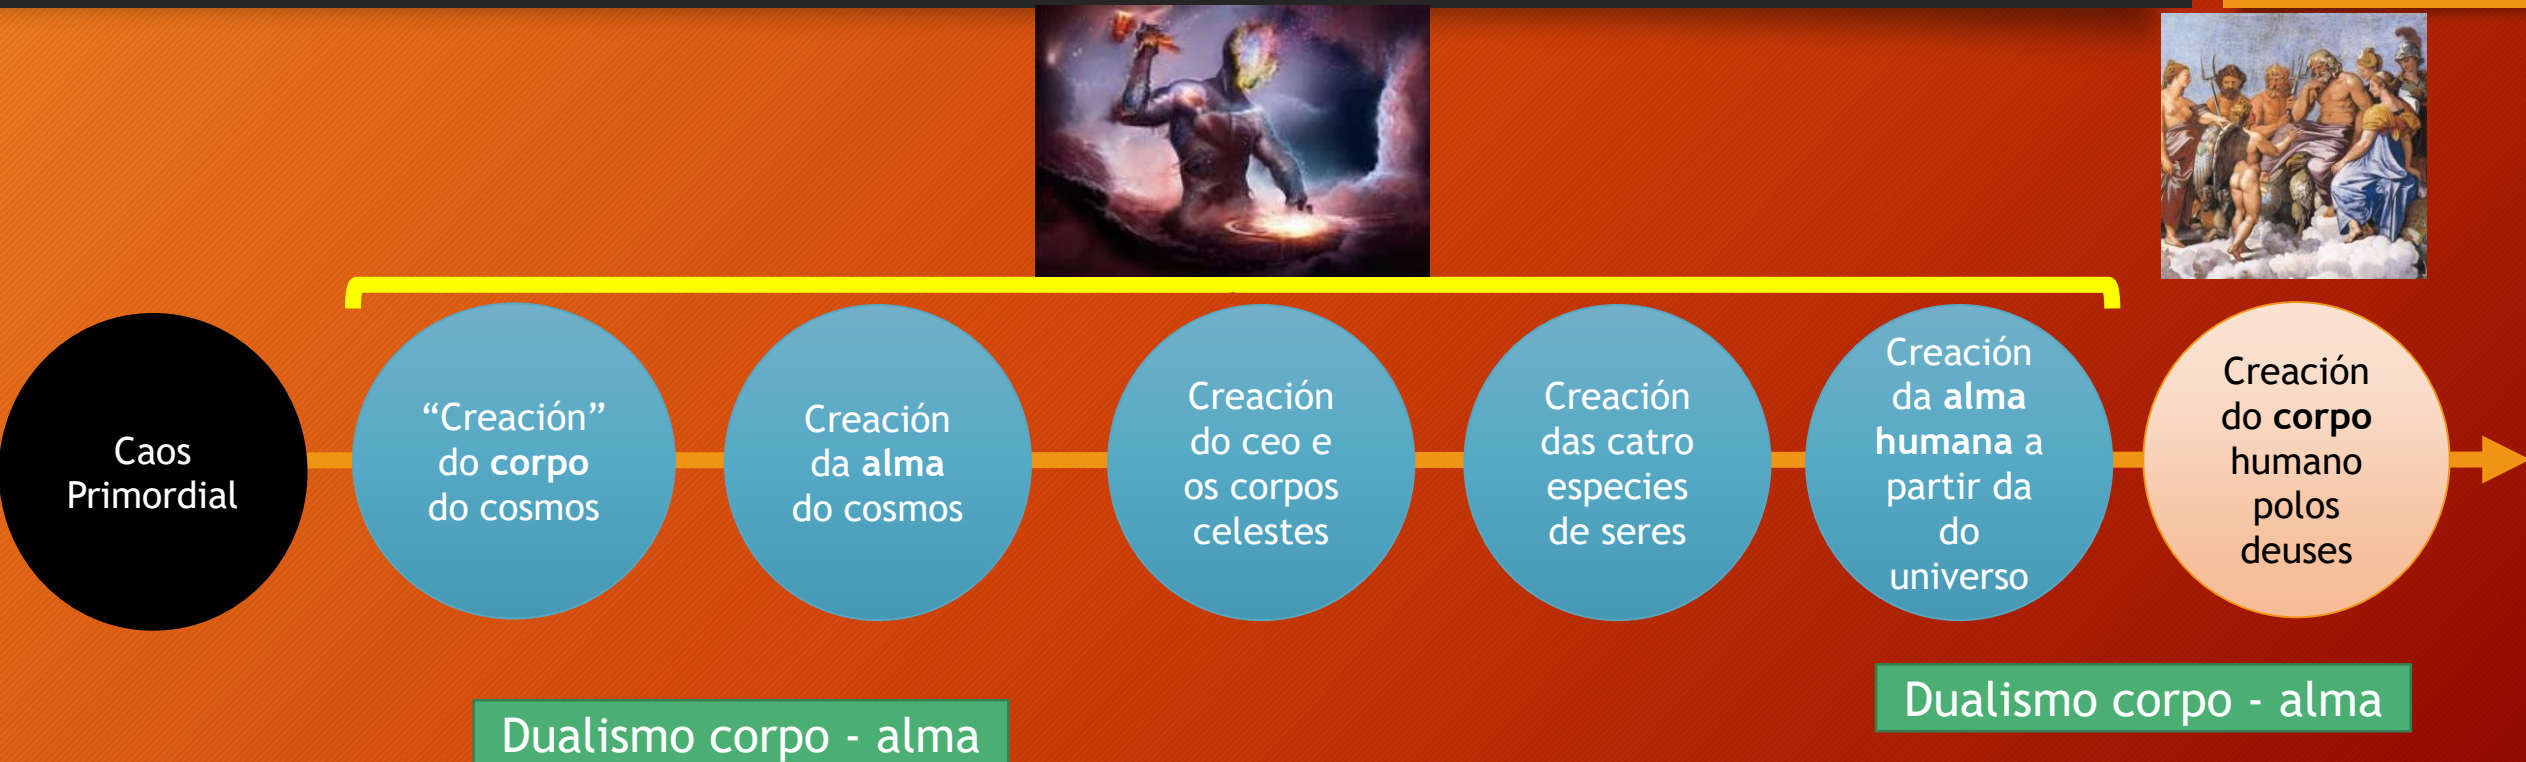 Caos
Primordial
“Creación”
do corpo
do cosmos
Creación
da alma
do cosmos
Creación
do ceo e
os corpos
celestes
Creación
das catro
especies
de seres
Creación
da alma
humana a
partir da
do
universo
Creación
do corpo
humano
polos
deuses
Dualismo corpo - alma
Dualismo corpo - alma